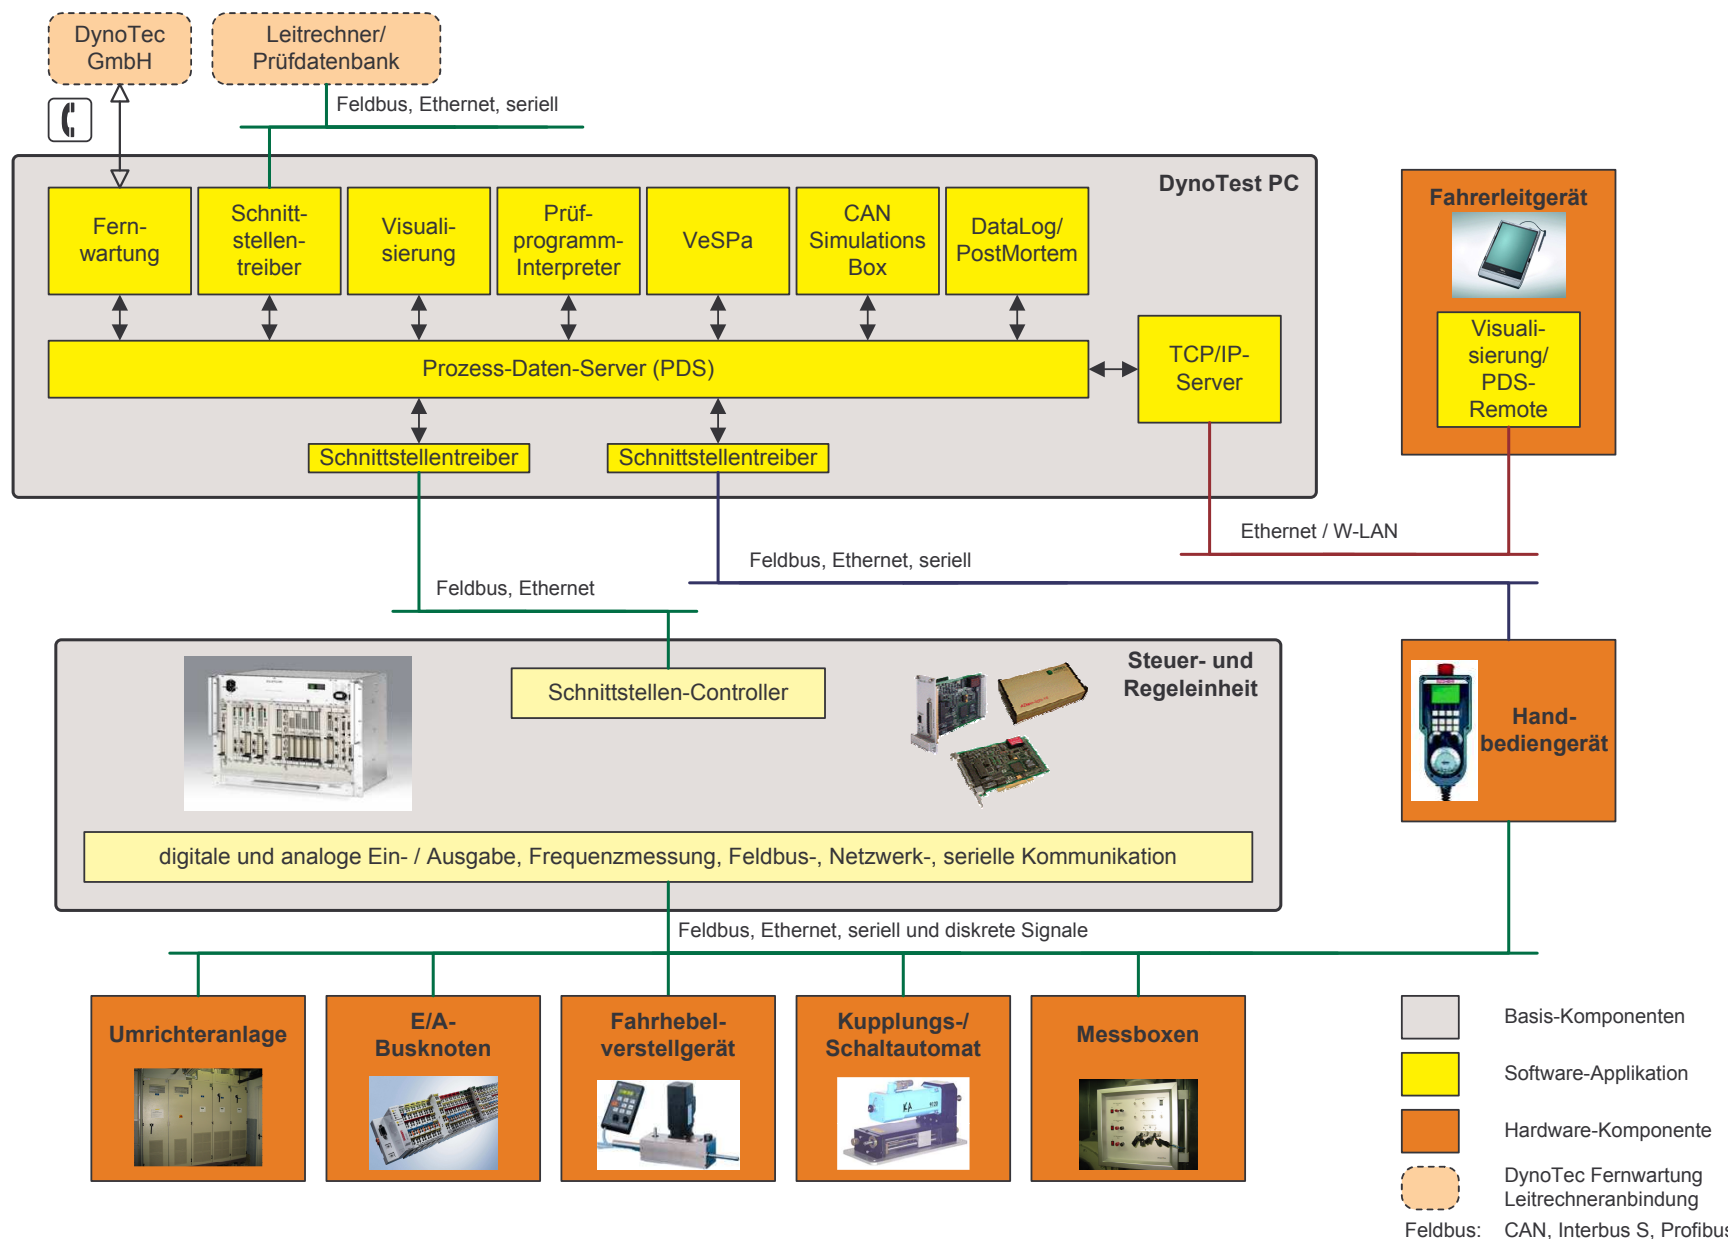 DynoTec
GmbH
Leitrechner/
Prüfdatenbank
Feldbus, Ethernet, seriell
DynoTest PC
Fern-
wartung
Schnitt-
stellen-
treiber
Visuali-
sierung
Prüf-
programm-
Interpreter
VeSPa
CAN
Simulations
Box
DataLog/
PostMortem
Prozess-Daten-Server (PDS)
TCP/IP-
Server
Schnittstellentreiber
Schnittstellentreiber
Fahrerleitgerät
Visuali-
sierung/
PDS-
Remote
Ethernet / W-LAN
Feldbus, Ethernet, seriell
Feldbus, Ethernet
Schnittstellen-Controller
Steuer- und
Regeleinheit
Hand-
bediengerät
digitale und analoge Ein- / Ausgabe, Frequenzmessung, Feldbus-, Netzwerk-, serielle Kommunikation
Feldbus, Ethernet, seriell und diskrete Signale
Umrichteranlage
E/A-
Busknoten
Fahrhebel-
verstellgerät
Kupplungs-/
Schaltautomat
KA
Messboxen
Basis-Komponenten
Software-Applikation
Hardware-Komponente
DynoTec Fernwartung
Leitrechneranbindung
Feldbus: CAN, Interbus S, Profibus